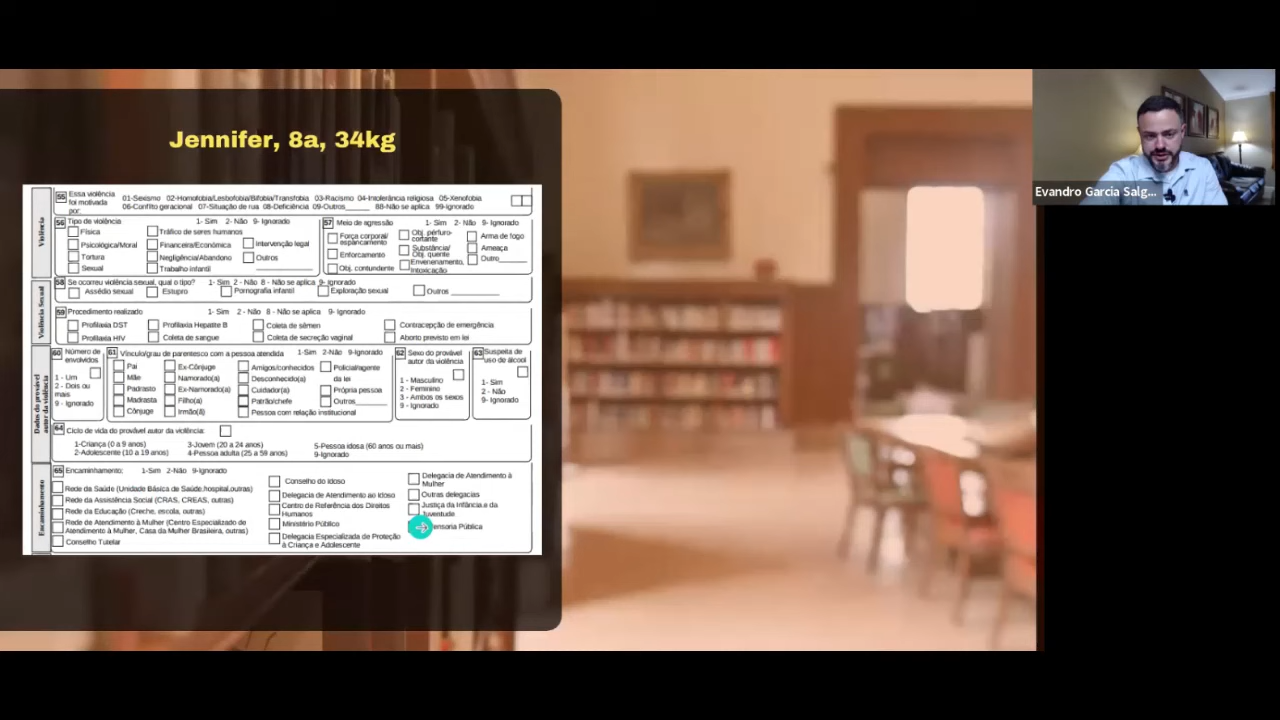 Jennifer, 8a, 34kg
Evandro Garcia Salg...
Violência
55 Essa violência foi motivada por:
01-Sexismo 02-Homofobia/Lesbofobia/Bifobia/Transfobia 03-Racismo 04-Intolerância religiosa 05-Xenofobia
06-Conflito geracional 07-Situação de rua 08-Deficiência 09-Outros 88-Não se aplica 99-Ignorado
56 Tipo de violência 1- Sim 2- Não 9- Ignorado
Física
Tráfico de seres humanos
Psicológica/Moral
Financeira/Econômica
Intervenção legal
Tortura
Negligência/Abandono
Outros
Sexual
Trabalho infantil
57 Meio de agressão 1- Sim 2- Não 9- Ignorado
Força corporal/
espancamento
Obj. pérfuro-
cortante
Arma de fogo
Enforcamento
Substância/
Obj. quente
Ameaça
Obj. contundente
Envenenamento,
Intoxicação
Outro
Violência Sexual
58 Se ocorreu violência sexual, qual o tipo? 1- Sim 2 - Não 8 - Não se aplica 9- Ignorado
Assédio sexual Estupro Pornografia infantil Exploração sexual Outros
59 Procedimento realizado 1- Sim 2 - Não 8 - Não se aplica 9- Ignorado
Profilaxia DST Profilaxia Hepatite B Coleta de sêmen Contracepção de emergência
Profilaxia HIV Coleta de sangue Coleta de secreção vaginal Aborto previsto em lei
Dados do provável
autor da violência
60 Número de
envolvidos
1 - Um
2 - Dois ou
mais
9 - Ignorado
61 Vínculo/grau de parentesco com a pessoa atendida 1-Sim 2-Não 9-Ignorado
Pai Ex-Cônjuge Amigos/conhecidos Policial/agente
da lei
Mãe Namorado(a) Desconhecido(a)
Padrasto Ex-Namorado(a) Cuidador(a) Própria pessoa
Madrasta Filho(a) Patrão/chefe Outros
Cônjuge Irmão(ã) Pessoa com relação institucional
62 Sexo do provável
autor da violência
1 - Masculino
2 - Feminino
3 - Ambos os sexos
9 - Ignorado
63 Suspeita de
uso de álcool
1- Sim
2 - Não
9- Ignorado
64 Ciclo de vida do provável autor da violência:
1-Criança (0 a 9 anos) 3-Jovem (20 a 24 anos) 5-Pessoa idosa (60 anos ou mais)
2-Adolescente (10 a 19 anos) 4-Pessoa adulta (25 a 59 anos) 9-Ignorado
Encaminhamento
65 Encaminhamento: 1-Sim 2-Não 9-Ignorado
Rede da Saúde (Unidade Básica de Saúde,hospital,outras)
Rede da Assistência Social (CRAS, CREAS, outras)
Rede da Educação (Creche, escola, outras)
Rede de Atendimento à Mulher (Centro Especializado de
Atendimento à Mulher, Casa da Mulher Brasileira, outras)
Conselho Tutelar
Conselho do Idoso
Delegacia de Atendimento ao Idoso
Centro de Referência dos Direitos
Humanos
Ministério Público
Delegacia Especializada de Proteção
à Criança e Adolescente
Delegacia de Atendimento à
Mulher
Outras delegacias
Justiça da Infância e da
Juventude
ensoria Pública